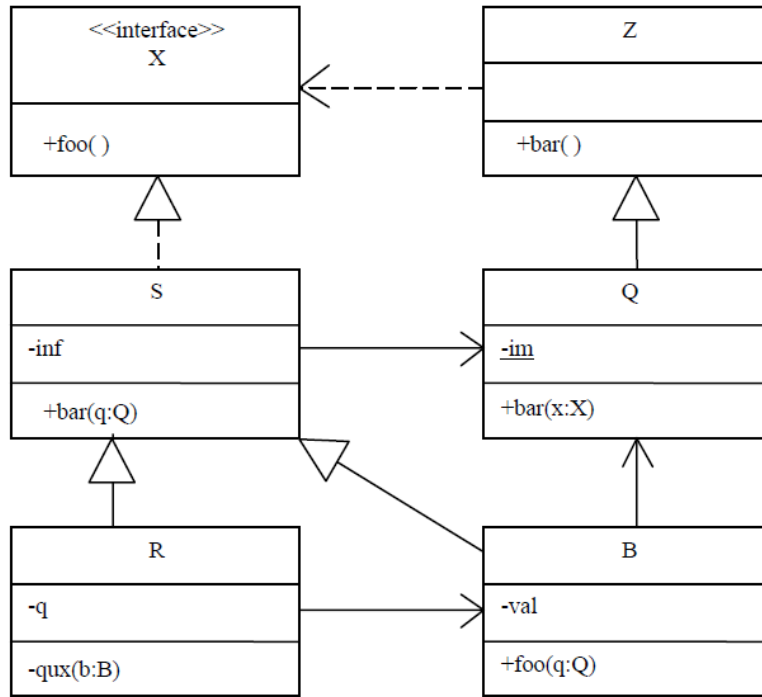 <<interface>>
X
+foo( )
Z
+bar( )
S
-inf
+bar(q:Q)
Q
-im
+bar(x:X)
R
-q
-qux(b:B)
B
-val
+foo(q:Q)